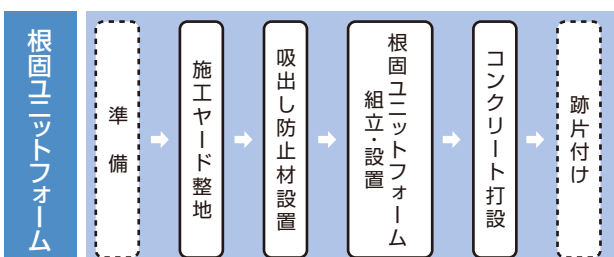 根固ユニットフォーム
準備
施工ヤード整地
吸出し防止材設置
根固ユニットフォーム
組立・設置
コンクリート打設
跡片付け